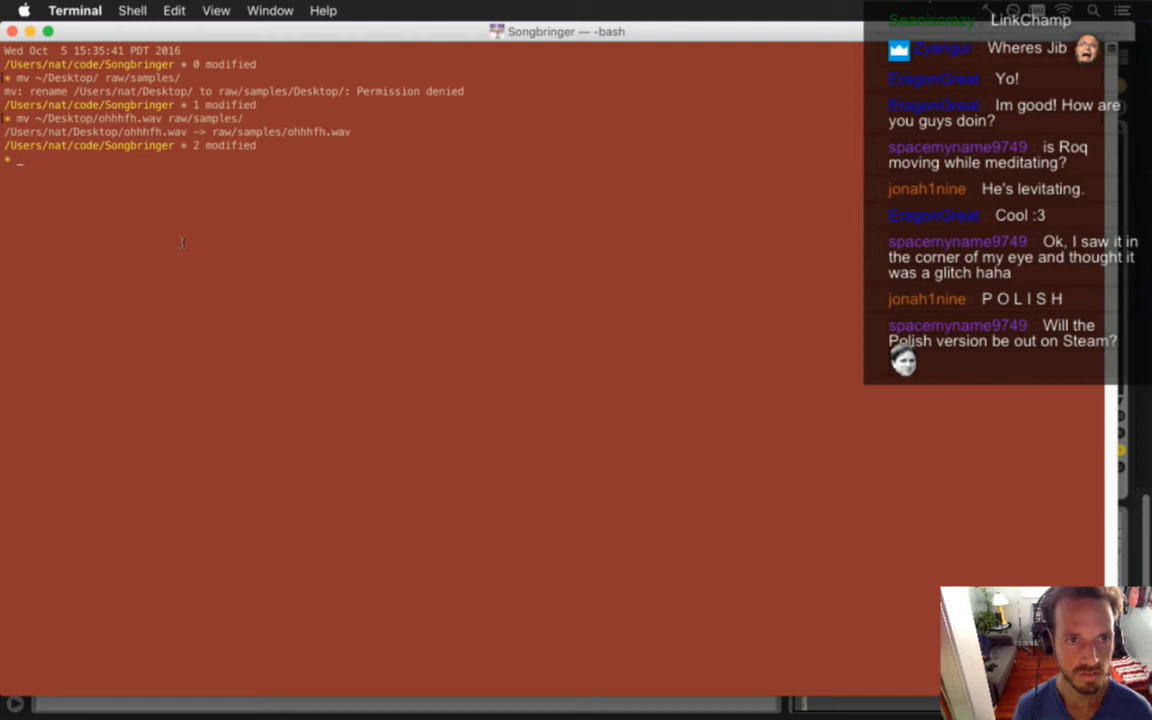 Terminal Shell Edit View Window Help
Songbringer — -bash
Wed Oct  5 15:35:41 PDT 2016
/Users/nat/code/Songbringer * 0 modified
* mv ~/Desktop/ raw/samples/
mv: rename /Users/nat/Desktop/ to raw/samples/Desktop/: Permission denied
/Users/nat/code/Songbringer * 1 modified
* mv ~/Desktop/ohhhfh.wav raw/samples/
/Users/nat/Desktop/ohhhfh.wav -> raw/samples/ohhhfh.wav
/Users/nat/code/Songbringer * 2 modified
* _
Seaniscrazy LinkChamp
Zyangur Wheres Jib
EragonGreat Yo!
EragonGreat Im good! How are
you guys doin?
spacemyname9749 is Roq
moving while meditating?
jonah1nine He's levitating.
EragonGreat Cool :3
spacemyname9749 Ok, I saw it in
the corner of my eye and thought it
was a glitch haha
jonah1nine P O L I S H
spacemyname9749 Will the
Polish version be out on Steam?